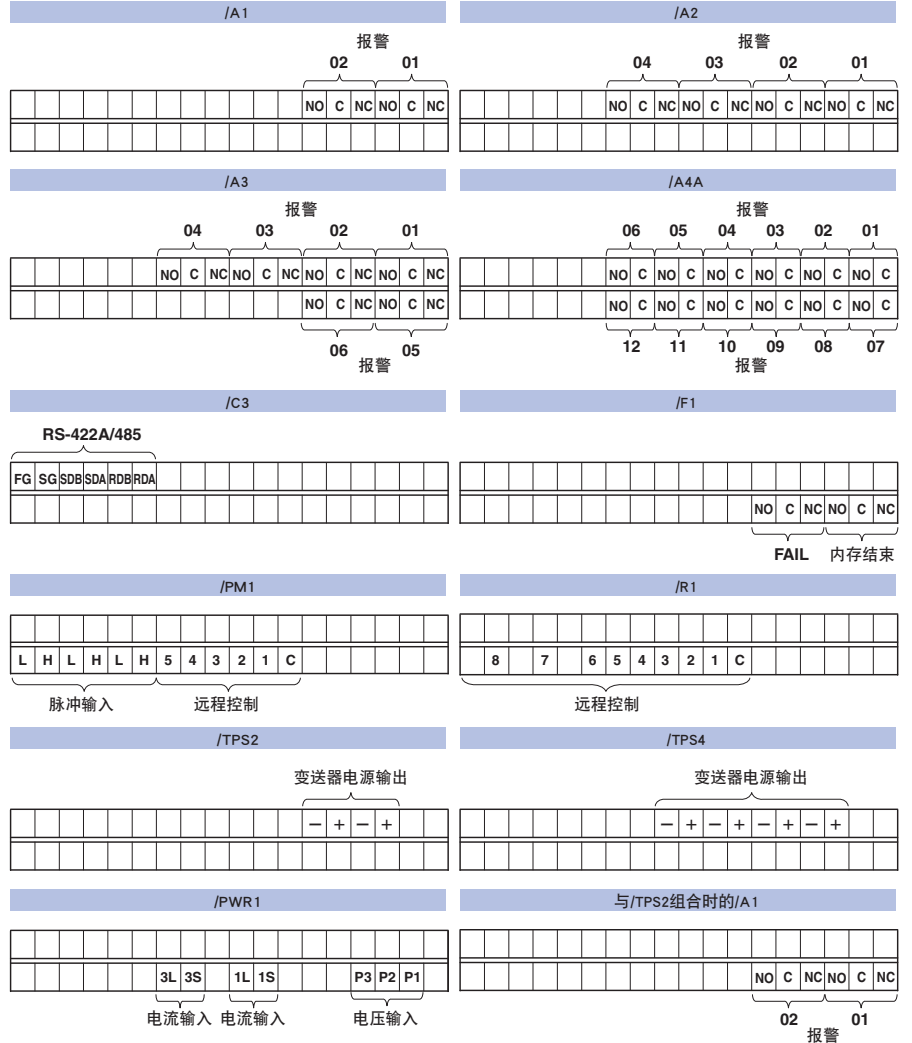 /A1
报警
02 01
NO C NC NO C NC
/A2
报警
04 03 02 01
NO C NC NO C NC NO C NC NO C NC
/A3
报警
04 03 02 01
NO C NC NO C NC NO C NC NO C NC
NO C NC NO C NC
06 05
报警
/A4A
报警
06 05 04 03 02 01
NO C NO C NO C NO C NO C NO C
NO C NO C NO C NO C NO C NO C
12 11 10 09 08 07
报警
/C3
RS-422A/485
FG SG SDB SDA RDB RDA
/F1
NO C NC NO C NC
FAIL 内存结束
/PM1
L H L H L H 5 4 3 2 1 C
脉冲输入 远程控制
/R1
8 7 6 5 4 3 2 1 C
远程控制
/TPS2
变送器电源输出
− + − +
/TPS4
变送器电源输出
− + − + − + − +
/PWR1
3L 3S 1L 1S P3 P2 P1
电流输入 电流输入 电压输入
与/TPS2组合时的/A1
NO C NC NO C NC
02 01
报警